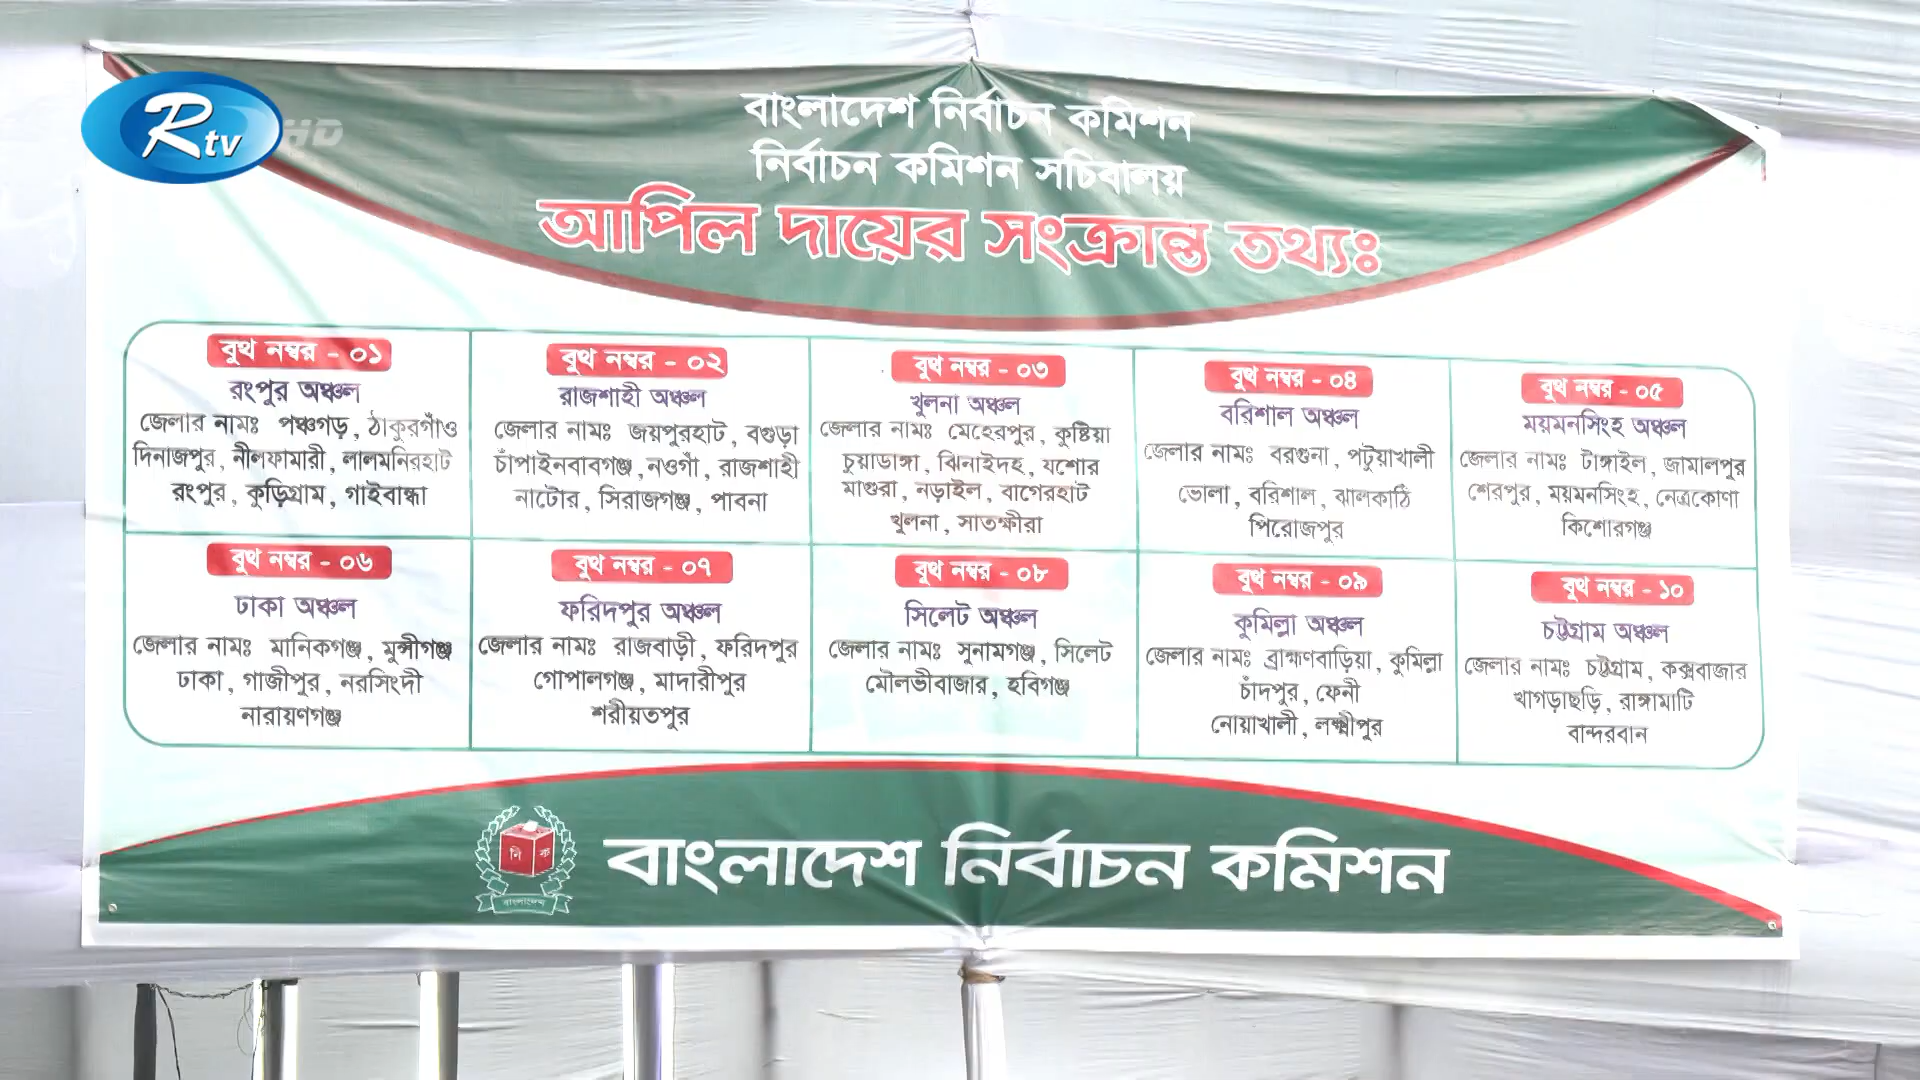 Rtv HD
বাংলাদেশ নির্বাচন কমিশন
নির্বাচন কমিশন সচিবালয়
আপিল দায়ের সংক্রান্ত তথ্যঃ
বুথ নম্বর - ০১
রংপুর অঞ্চল
জেলার নামঃ পঞ্চগড়, ঠাকুরগাঁও
দিনাজপুর, নীলফামারী, লালমনিরহাট
রংপুর, কুড়িগ্রাম, গাইবান্ধা
বুথ নম্বর - ০২
রাজশাহী অঞ্চল
জেলার নামঃ জয়পুরহাট, বগুড়া
চাঁপাইনবাবগঞ্জ, নওগাঁ, রাজশাহী
নাটোর, সিরাজগঞ্জ, পাবনা
বুথ নম্বর - ০৩
খুলনা অঞ্চল
জেলার নামঃ মেহেরপুর, কুষ্টিয়া
চুয়াডাঙ্গা, ঝিনাইদহ, যশোর
মাগুরা, নড়াইল, বাগেরহাট
খুলনা, সাতক্ষীরা
বুথ নম্বর - ০৪
বরিশাল অঞ্চল
জেলার নামঃ বরগুনা, পটুয়াখালী
ভোলা, বরিশাল, ঝালকাঠি
পিরোজপুর
বুথ নম্বর - ০৫
ময়মনসিংহ অঞ্চল
জেলার নামঃ টাঙ্গাইল, জামালপুর
শেরপুর, ময়মনসিংহ, নেত্রকোণা
কিশোরগঞ্জ
বুথ নম্বর - ০৬
ঢাকা অঞ্চল
জেলার নামঃ মানিকগঞ্জ, মুন্সীগঞ্জ
ঢাকা, গাজীপুর, নরসিংদী
নারায়ণগঞ্জ
বুথ নম্বর - ০৭
ফরিদপুর অঞ্চল
জেলার নামঃ রাজবাড়ী, ফরিদপুর
গোপালগঞ্জ, মাদারীপুর
শরীয়তপুর
বুথ নম্বর - ০৮
সিলেট অঞ্চল
জেলার নামঃ সুনামগঞ্জ, সিলেট
মৌলভীবাজার, হবিগঞ্জ
বুথ নম্বর - ০৯
কুমিল্লা অঞ্চল
জেলার নামঃ ব্রাহ্মণবাড়িয়া, কুমিল্লা
চাঁদপুর, ফেনী
নোয়াখালী, লক্ষ্মীপুর
বুথ নম্বর - ১০
চট্টগ্রাম অঞ্চল
জেলার নামঃ চট্টগ্রাম, কক্সবাজার
খাগড়াছড়ি, রাঙ্গামাটি
বান্দরবান
নি ক
বাংলাদেশ
বাংলাদেশ নির্বাচন কমিশন